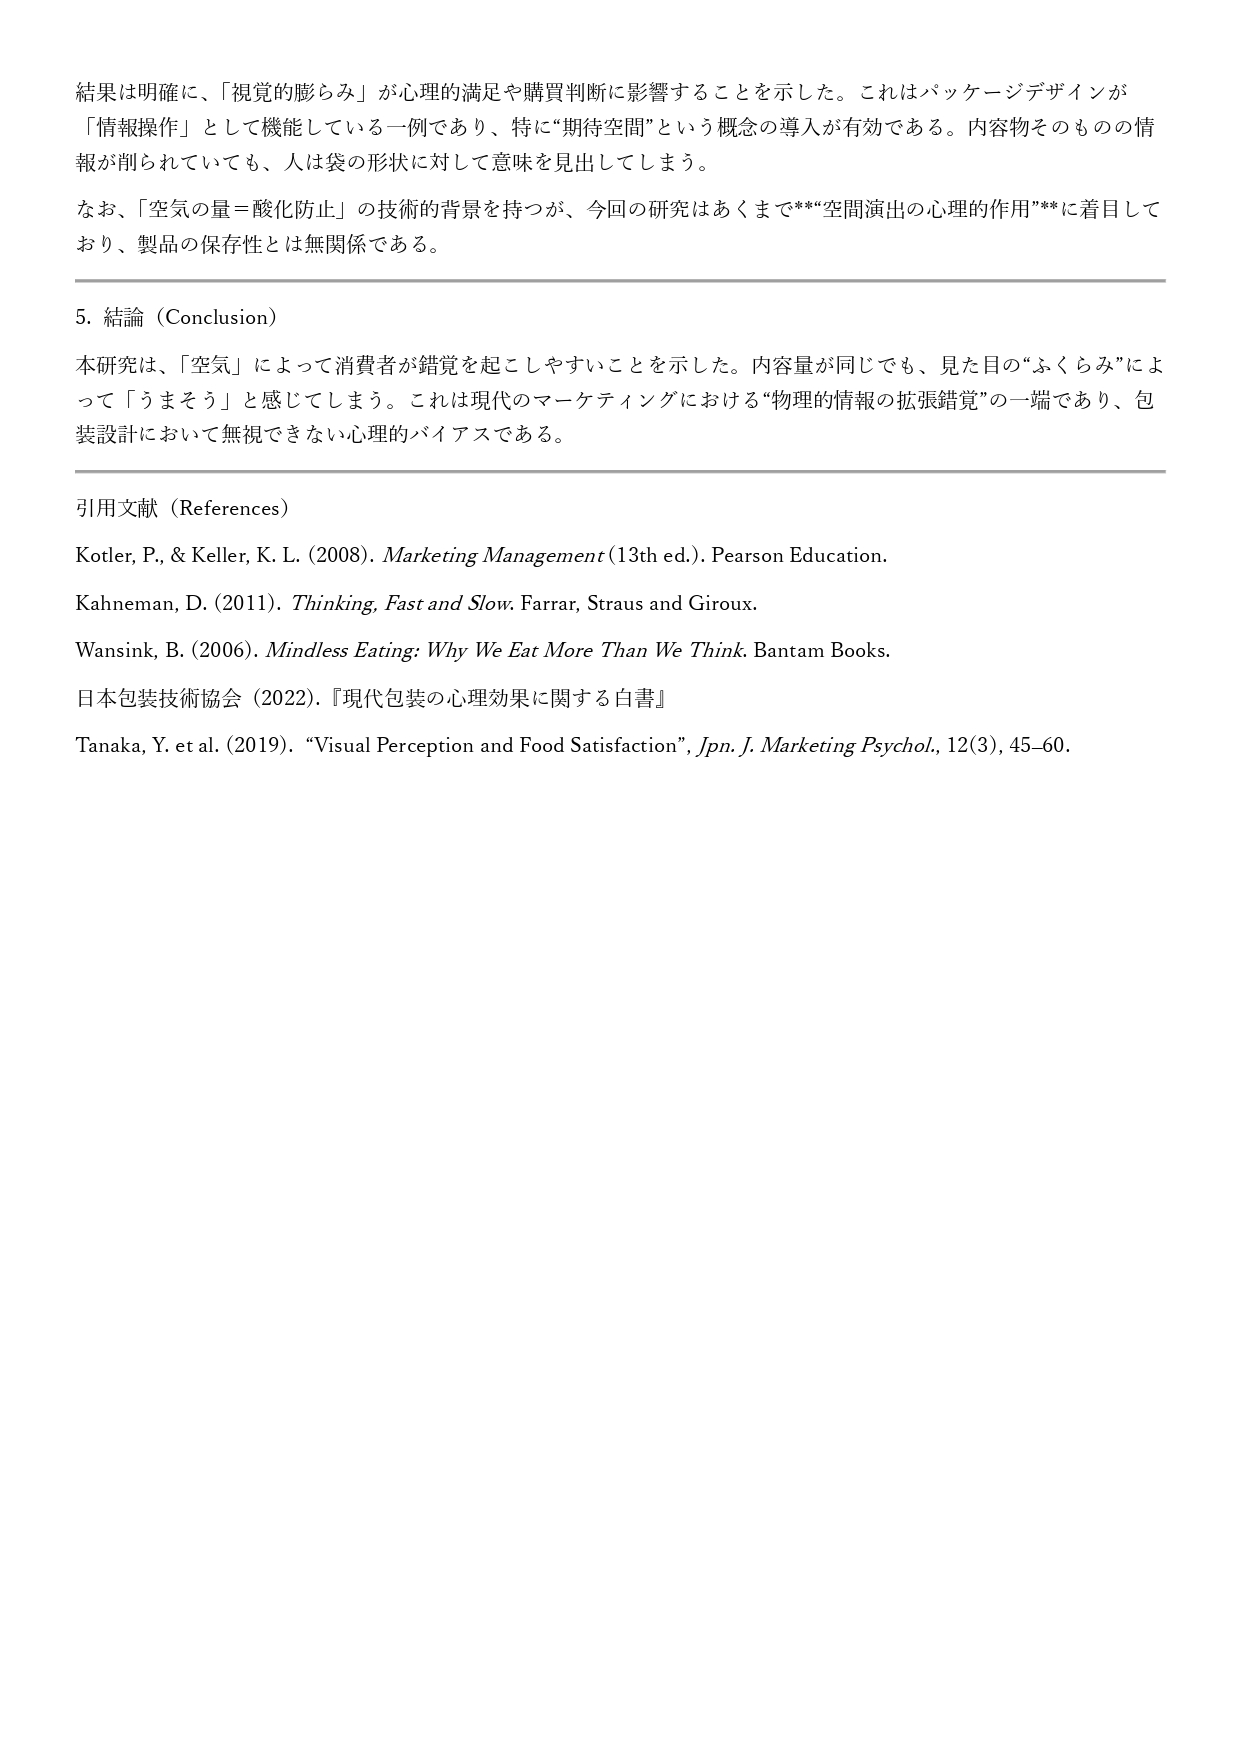 結果は明確に、「視覚的膨らみ」が心理的満足や購買判断に影響することを示した。これはパッケージデザインが
「情報操作」として機能している一例であり、特に“期待空間”という概念の導入が有効である。内容物そのものの情
報が削られていても、人は袋の形状に対して意味を見出してしまう。
なお、「空気の量＝酸化防止」の技術的背景を持つが、今回の研究はあくまで**“空間演出の心理的作用”**に着目して
おり、製品の保存性とは無関係である。
5. 結論（Conclusion）
本研究は、「空気」によって消費者が錯覚を起こしやすいことを示した。内容量が同じでも、見た目の“ふくらみ”によ
って「うまそう」と感じてしまう。これは現代のマーケティングにおける“物理的情報の拡張錯覚”の一端であり、包
装設計において無視できない心理的バイアスである。
引用文献（References）
Kotler, P., & Keller, K. L. (2008). Marketing Management (13th ed.). Pearson Education.
Kahneman, D. (2011). Thinking, Fast and Slow. Farrar, Straus and Giroux.
Wansink, B. (2006). Mindless Eating: Why We Eat More Than We Think. Bantam Books.
日本包装技術協会 (2022).『現代包装の心理効果に関する白書』
Tanaka, Y. et al. (2019). “Visual Perception and Food Satisfaction”, Jpn. J. Marketing Psychol., 12(3), 45–60.